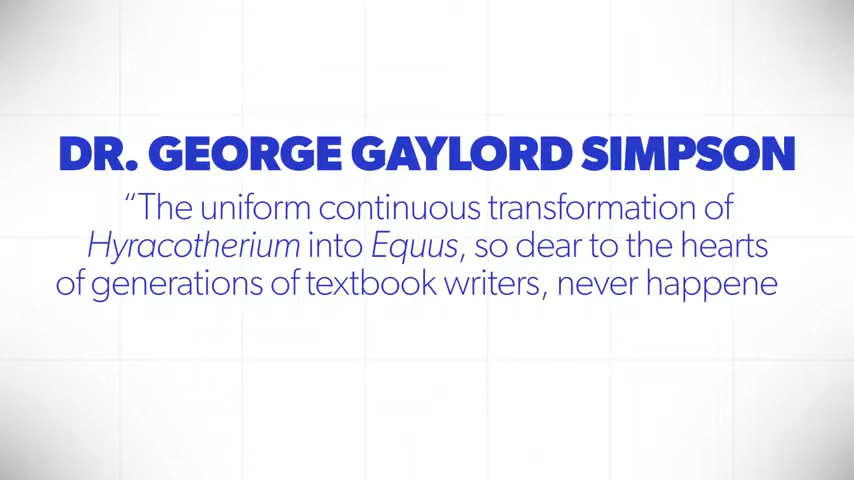 DR. GEORGE GAYLORD SIMPSON
“The uniform continuous transformation of
Hyracotherium into Equus, so dear to the hearts
of generations of textbook writers, never happene